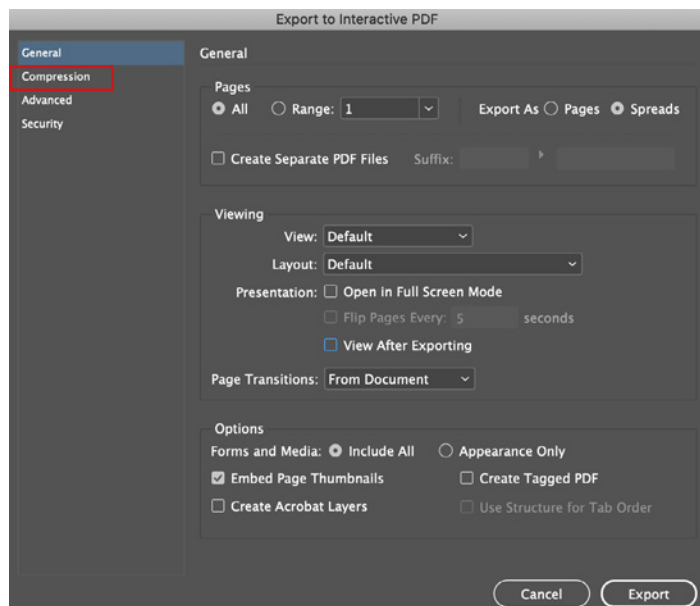 Export to Interactive PDF
General
Compression
Advanced
Security
General
Pages
All Range: 1 Export As Pages Spreads
Create Separate PDF Files Suffix:
Viewing
View: Default
Layout: Default
Presentation: Open in Full Screen Mode
Flip Pages Every: 5 seconds
View After Exporting
Page Transitions: From Document
Options
Forms and Media: Include All Appearance Only
Embed Page Thumbnails Create Tagged PDF
Create Acrobat Layers Use Structure for Tab Order
Cancel Export